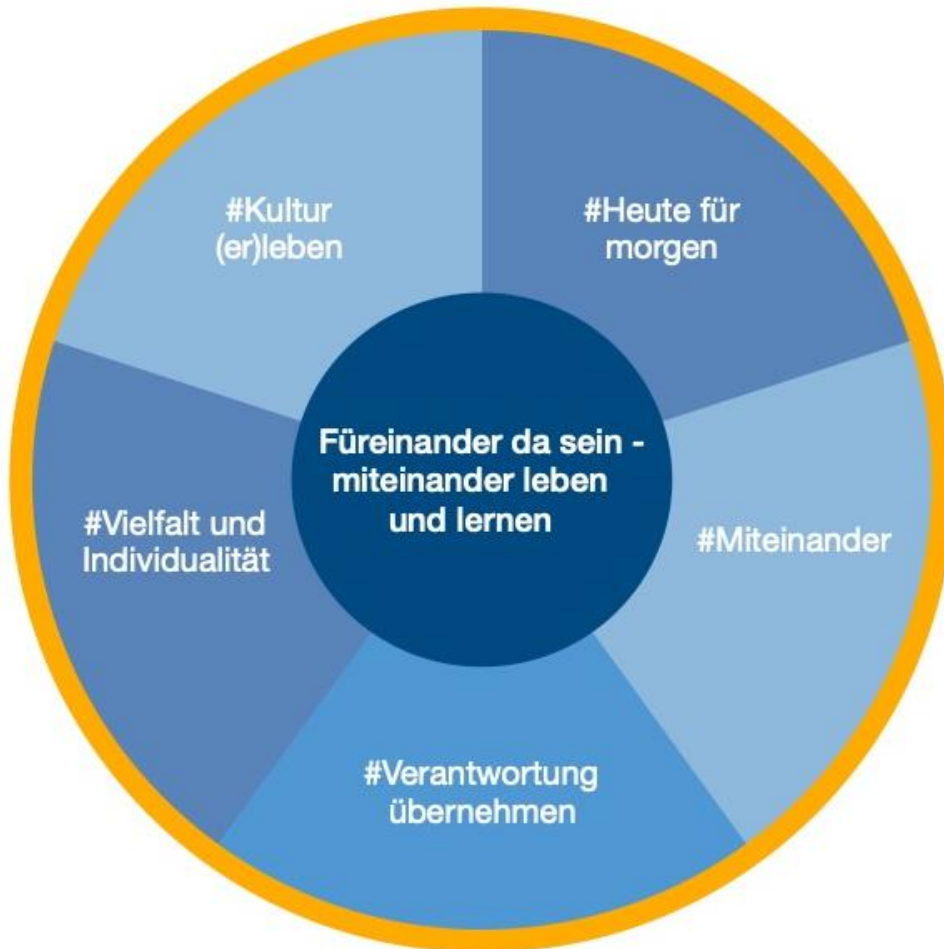 #Kultur
(er)leben
#Heute für
morgen
Füreinander da sein -
miteinander leben
und lernen
#Vielfalt und
Individualität
#Miteinander
#Verantwortung
übernehmen